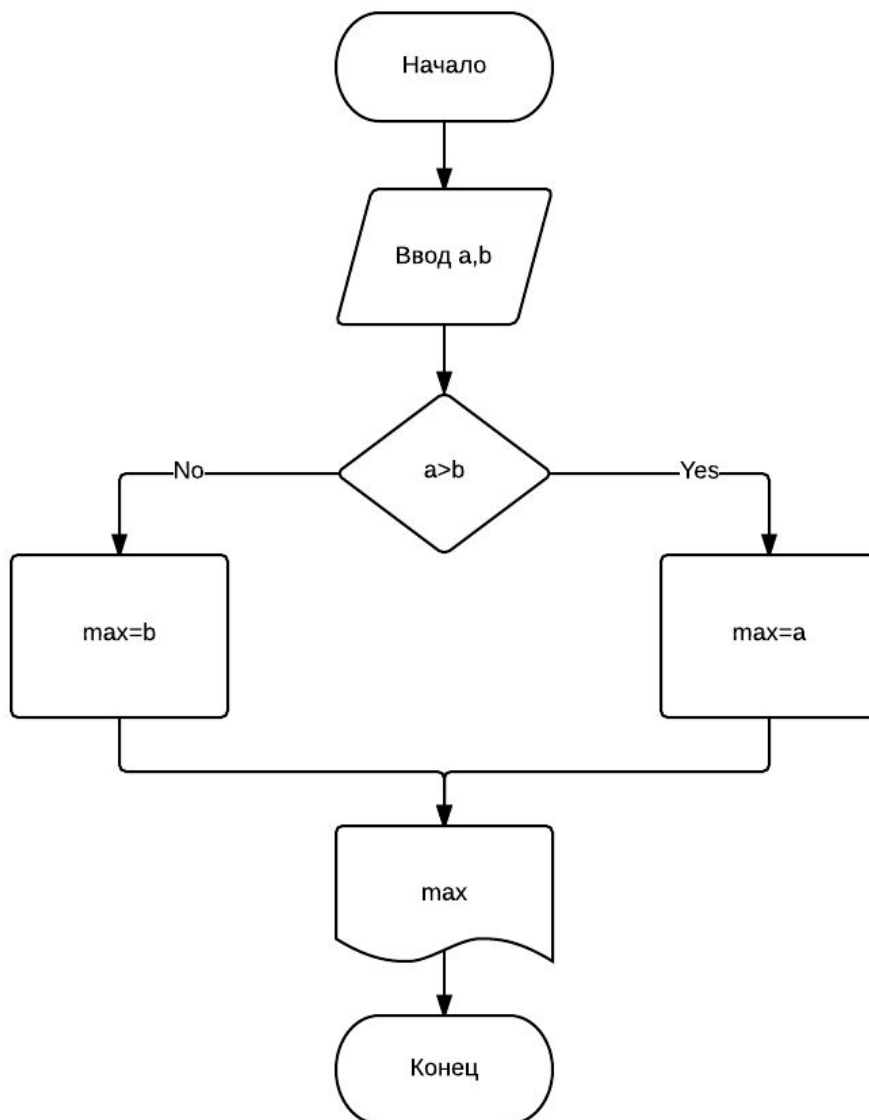 Начало
Ввод a,b
a>b
No
Yes
max=b
max=a
max
Конец